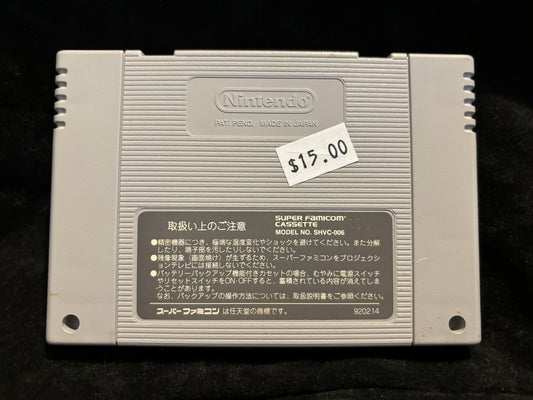 Nintendo
PAT. PEND. MADE IN JAPAN
$15.00
取扱い上のご注意
SUPER FAMICOM
CASSETTE
MODEL NO. SHVC-006
●精密機器につき、極端な温度変化やショックを避けてください。また分解
したり、端子部を汚したりしないでください。
●残像現象（画面焼け）が生ずるため、スーパーファミコンをプロジェクシ
ョンテレビには接続しないでください。
●バッテリーバックアップ機能付きカセットの場合、むやみに電源スイッチ
やリセットスイッチをON・OFFすると、蓄積されている内容が消えてしま
うことがあります。
なお、バックアップの操作方法については、取扱説明書をご参照ください。
スーパーファミコン は任天堂の商標です。
920214